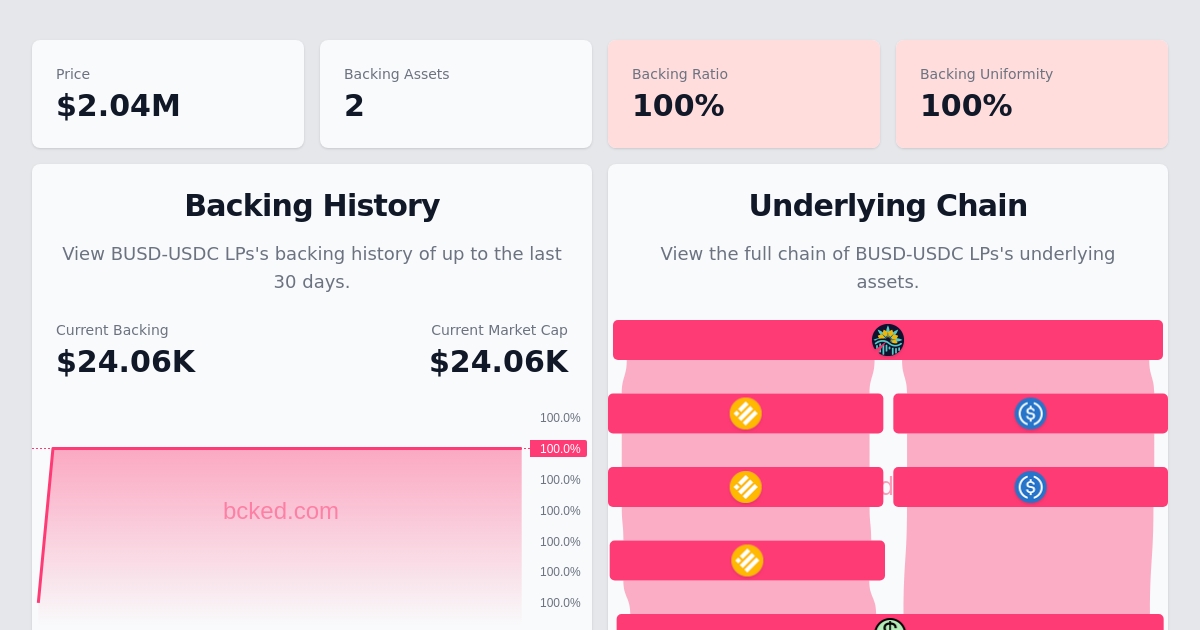 Price
$2.04M
Backing Assets
2
Backing Ratio
100%
Backing Uniformity
100%
Backing History
View BUSD-USDC LPs's backing history of up to the last
30 days.
Current Backing
$24.06K
Current Market Cap
$24.06K
100.0%
100.0%
100.0%
100.0%
100.0%
100.0%
100.0%
bcked.com
Underlying Chain
View the full chain of BUSD-USDC LPs's underlying
assets.
d